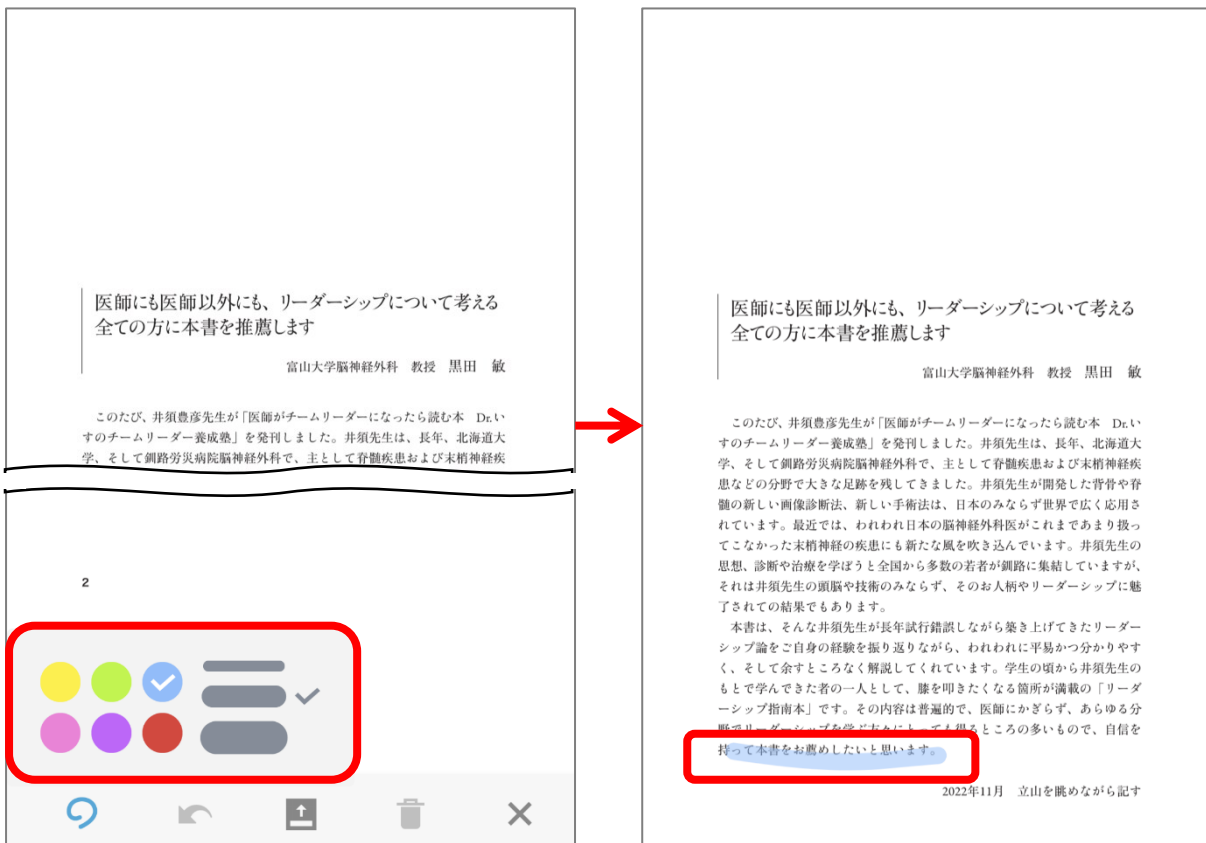 医師にも医師以外にも、リーダーシップについて考える
全ての方に本書を推薦します
富山大学脳神経外科　教授　黒田　敏
このたび、井須豊彦先生が「医師がチームリーダーになったら読む本　Dr.い
すのチームリーダー養成塾」を発刊しました。井須先生は、長年、北海道大
学、そして釧路労災病院脳神経外科で、主として脊髄疾患および末梢神経疾
2
医師にも医師以外にも、リーダーシップについて考える
全ての方に本書を推薦します
富山大学脳神経外科　教授　黒田　敏
このたび、井須豊彦先生が「医師がチームリーダーになったら読む本　Dr.い
すのチームリーダー養成塾」を発刊しました。井須先生は、長年、北海道大
学、そして釧路労災病院脳神経外科で、主として脊髄疾患および末梢神経疾
患などの分野で大きな足跡を残してきました。井須先生が開発した背骨や脊
髄の新しい画像診断法、新しい手術法は、日本のみならず世界で広く応用さ
れています。最近では、われわれ日本の脳神経外科医がこれまであまり扱っ
てこなかった末梢神経の疾患にも新たな風を吹き込んでいます。井須先生の
思想、診断や治療を学ぼうと全国から多数の若者が釧路に集結していますが、
それは井須先生の頭脳や技術のみならず、そのお人柄やリーダーシップに魅
了されての結果でもあります。
本書は、そんな井須先生が長年試行錯誤しながら築き上げてきたリーダー
シップ論をご自身の経験を振り返りながら、われわれに平易かつ分かりやす
く、そして余すところなく解説してくれています。学生の頃から井須先生の
もとで学んできた者の一人として、膝を叩きたくなる箇所が満載の「リーダ
ーシップ指南本」です。その内容は普遍的で、医師にかぎらず、あらゆる分
野でリーダーシップを学ぶ方々にとっても得るところの多いもので、自信を
持って本書をお薦めしたいと思います。
2022年11月　立山を眺めながら記す